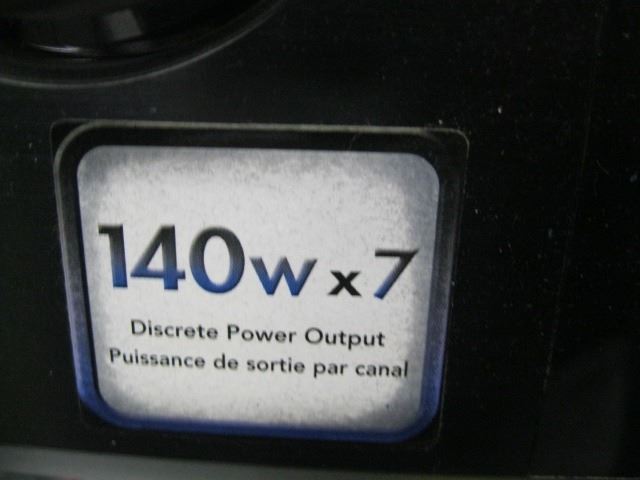 140W x 7
Discrete Power Output
Puissance de sortie par canal